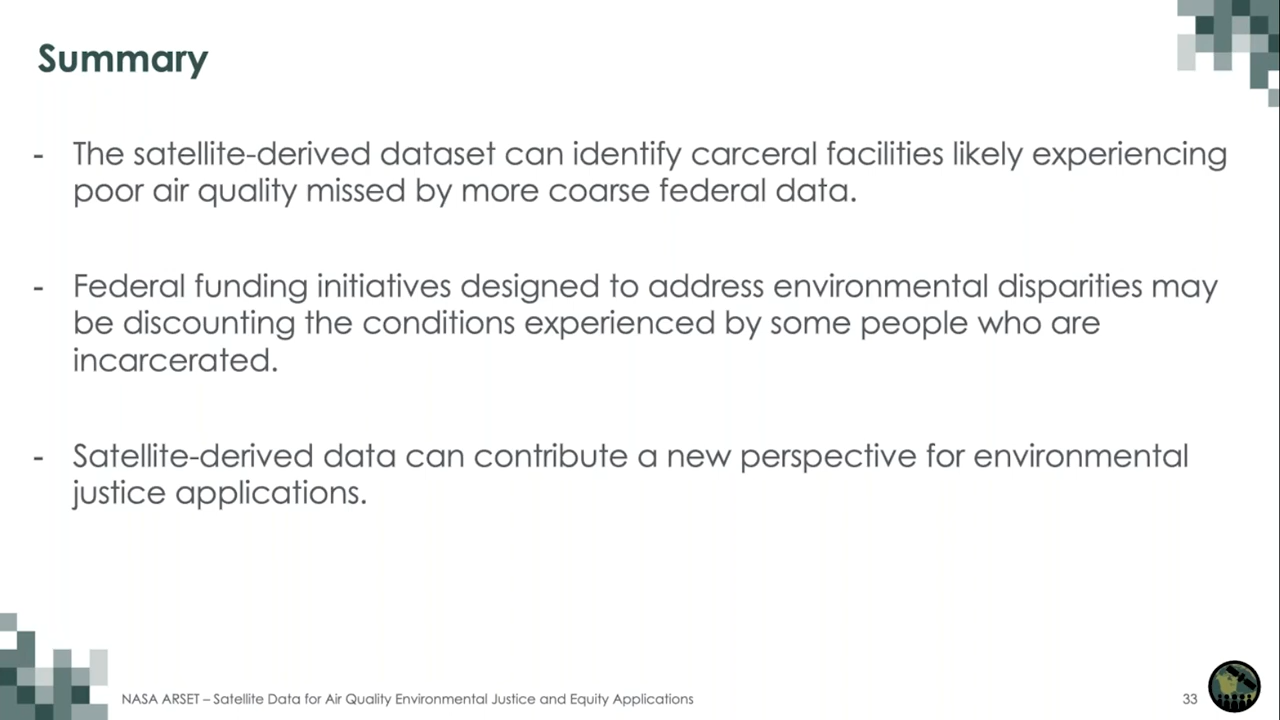 Summary
- The satellite-derived dataset can identify carceral facilities likely experiencing
poor air quality missed by more coarse federal data.
- Federal funding initiatives designed to address environmental disparities may
be discounting the conditions experienced by some people who are
incarcerated.
- Satellite-derived data can contribute a new perspective for environmental
justice applications.
NASA ARSET – Satellite Data for Air Quality Environmental Justice and Equity Applications
33